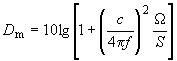 D_m = 10lg[1 + (c/4πf)² Ω/S]